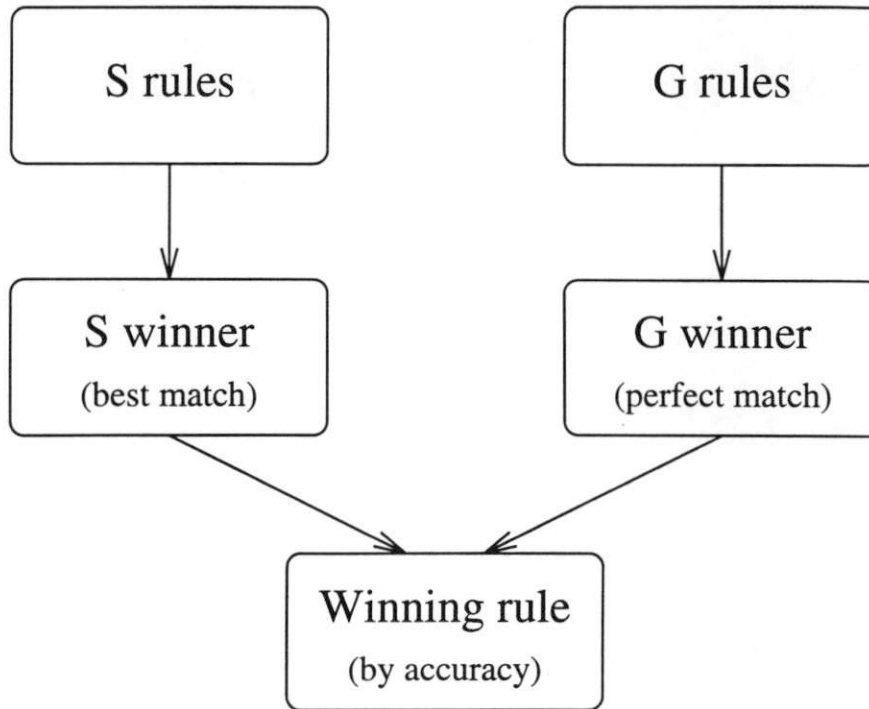 S rules
G rules
S winner
(best match)
G winner
(perfect match)
Winning rule
(by accuracy)